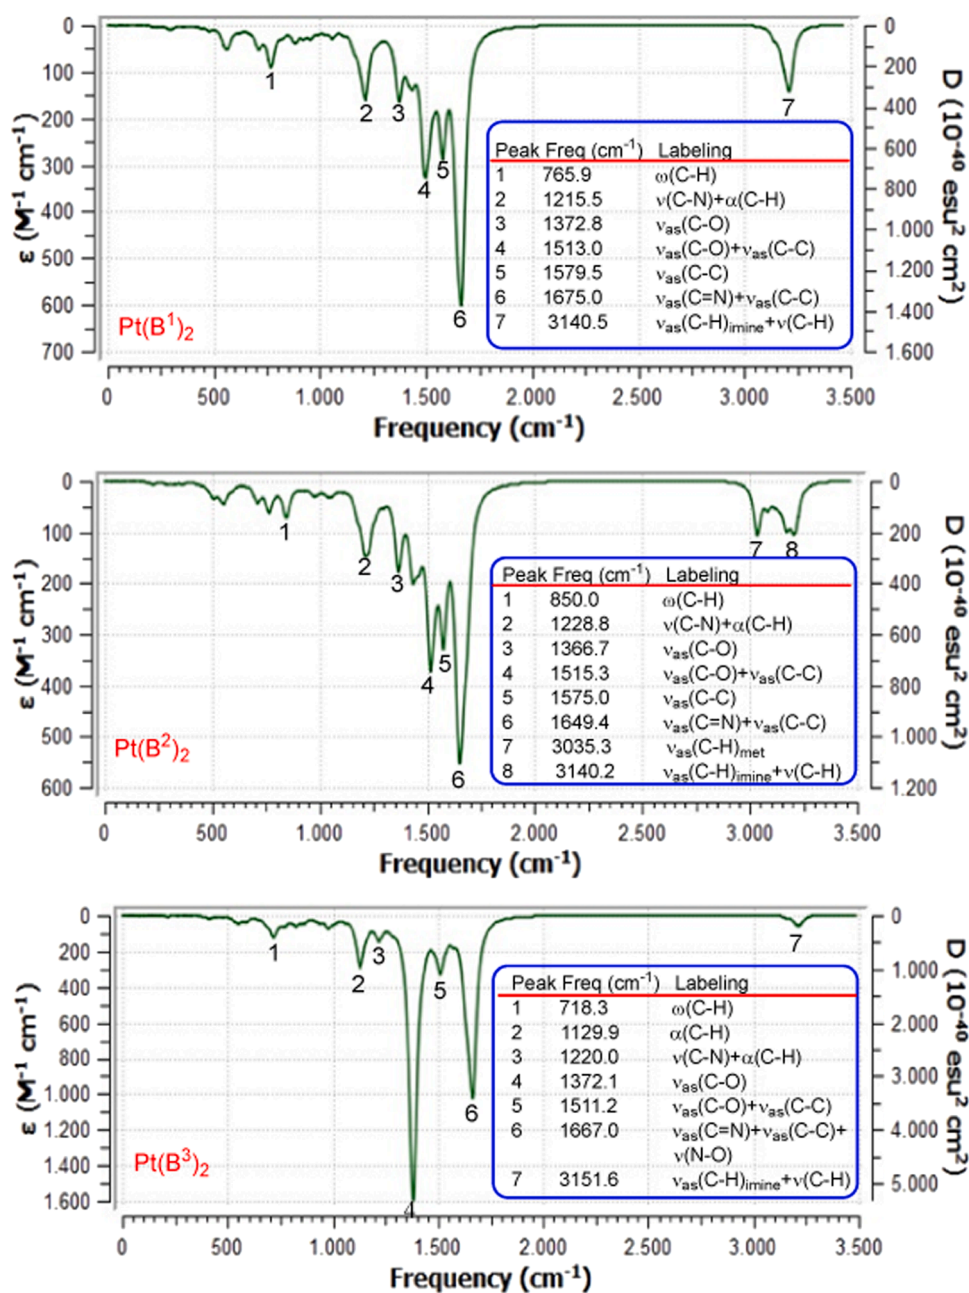 0
100
200
300
400
500
600
700
ε (M⁻¹ cm⁻¹)
0
200
400
600
800
1.000
1.200
1.400
1.600
D (10⁻⁴⁰ esu² cm²)
1
2
3
4
5
6
7
Pt(B¹)₂
Peak Freq (cm⁻¹) Labeling
1 765.9 ω(C-H)
2 1215.5 ν(C-N)+α(C-H)
3 1372.8 νas(C-O)
4 1513.0 νas(C-O)+νas(C-C)
5 1579.5 νas(C-C)
6 1675.0 νas(C=N)+νas(C-C)
7 3140.5 νas(C-H)imine+ν(C-H)
0 500 1.000 1.500 2.000 2.500 3.000 3.500
Frequency (cm⁻¹)
0
100
200
300
400
500
600
ε (M⁻¹ cm⁻¹)
0
200
400
600
800
1.000
1.200
D (10⁻⁴⁰ esu² cm²)
1
2
3
4
5
6
7
8
Pt(B²)₂
Peak Freq (cm⁻¹) Labeling
1 850.0 ω(C-H)
2 1228.8 ν(C-N)+α(C-H)
3 1366.7 νas(C-O)
4 1515.3 νas(C-O)+νas(C-C)
5 1575.0 νas(C-C)
6 1649.4 νas(C=N)+νas(C-C)
7 3035.3 νas(C-H)met
8 3140.2 νas(C-H)imine+ν(C-H)
0 500 1.000 1.500 2.000 2.500 3.000 3.500
Frequency (cm⁻¹)
0
200
400
600
800
1.000
1.200
1.400
1.600
ε (M⁻¹ cm⁻¹)
0
1.000
2.000
3.000
4.000
5.000
D (10⁻⁴⁰ esu² cm²)
1
2
3
4
5
6
7
Pt(B³)₂
Peak Freq (cm⁻¹) Labeling
1 718.3 ω(C-H)
2 1129.9 α(C-H)
3 1220.0 ν(C-N)+α(C-H)
4 1372.1 νas(C-O)
5 1511.2 νas(C-O)+νas(C-C)
6 1667.0 νas(C=N)+νas(C-C)+
ν(N-O)
7 3151.6 νas(C-H)imine+ν(C-H)
0 500 1.000 1.500 2.000 2.500 3.000 3.500
Frequency (cm⁻¹)